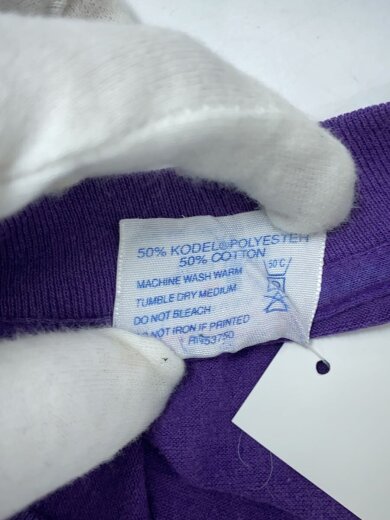 50% KODEL® POLYESTER
50% COTTON
MACHINE WASH WARM
50°C
TUMBLE DRY MEDIUM
DO NOT BLEACH
DO NOT IRON IF PRINTED